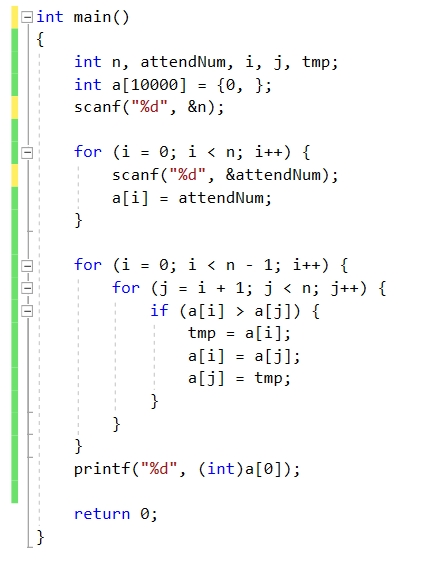 int main()
{
int n, attendNum, i, j, tmp;
int a[10000] = {0, };
scanf("%d", &n);
for (i = 0; i < n; i++) {
scanf("%d", &attendNum);
a[i] = attendNum;
}
for (i = 0; i < n - 1; i++) {
for (j = i + 1; j < n; j++) {
if (a[i] > a[j]) {
tmp = a[i];
a[i] = a[j];
a[j] = tmp;
}
}
}
printf("%d", (int)a[0]);
return 0;
}